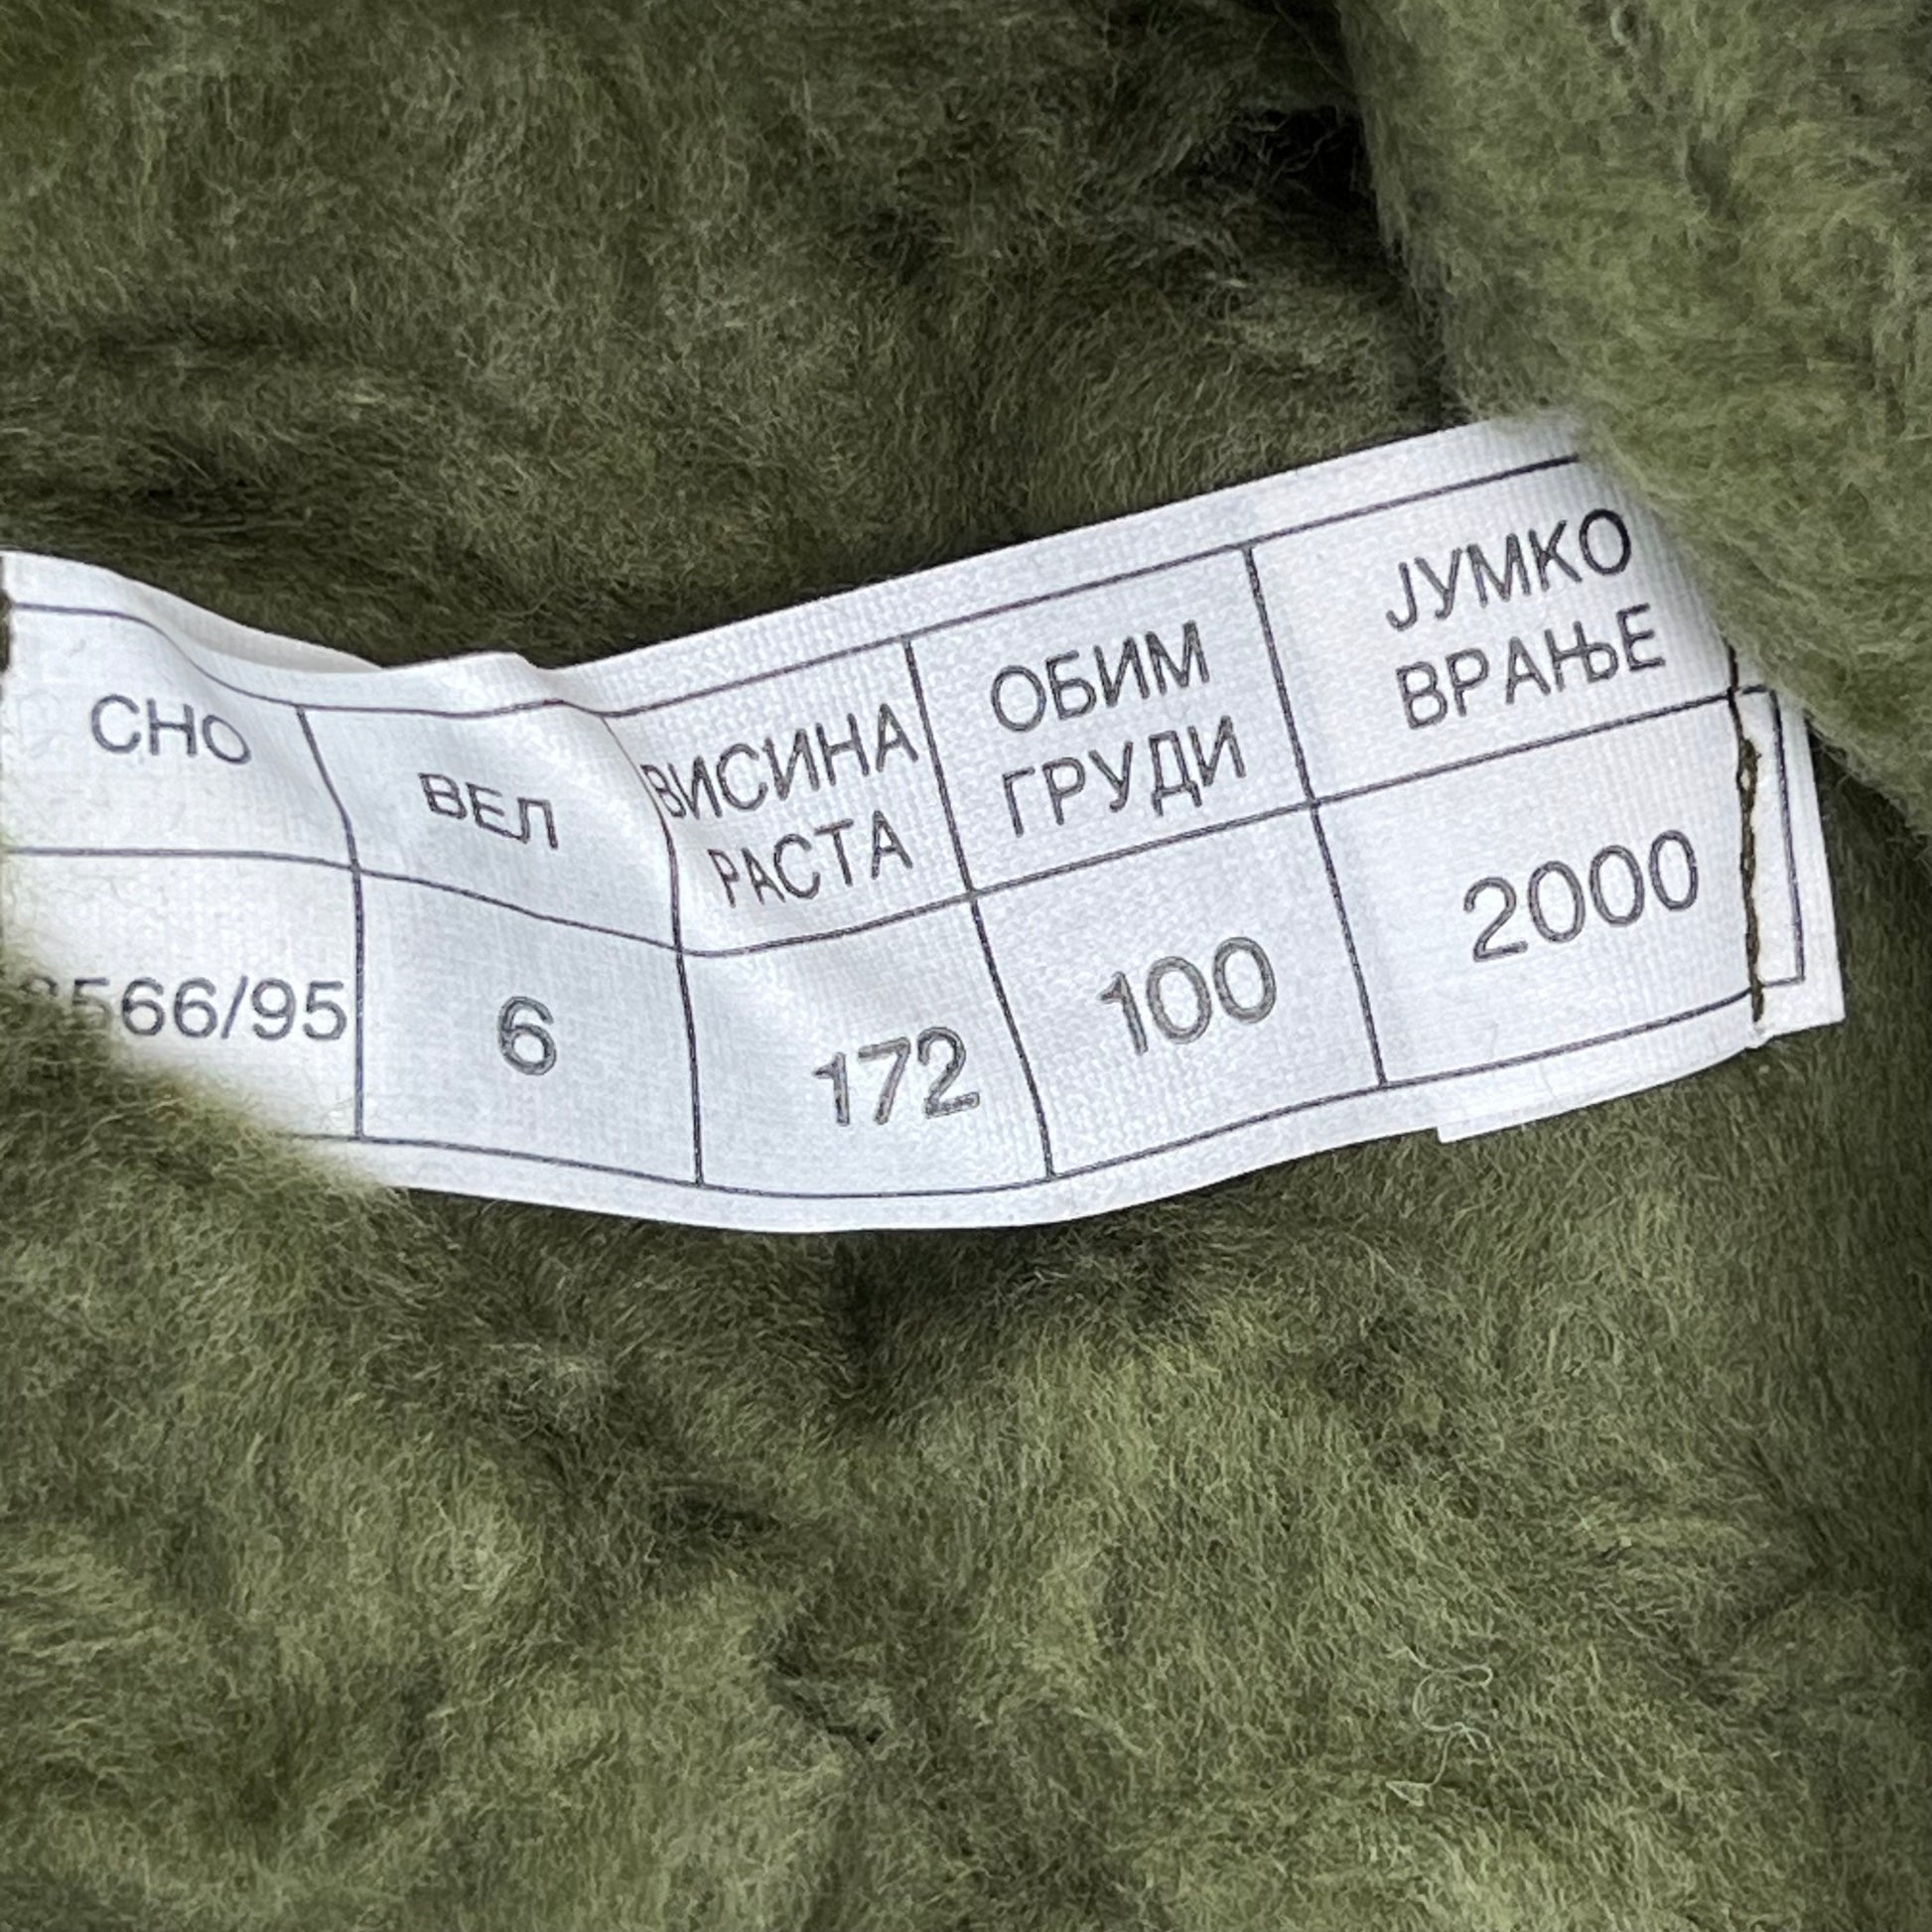 СНО
ВЕЛ
ВИСИНА
РАСТА
ОБИМ
ГРУДИ
ЈУМКО
ВРАЊЕ
6
172
100
2000